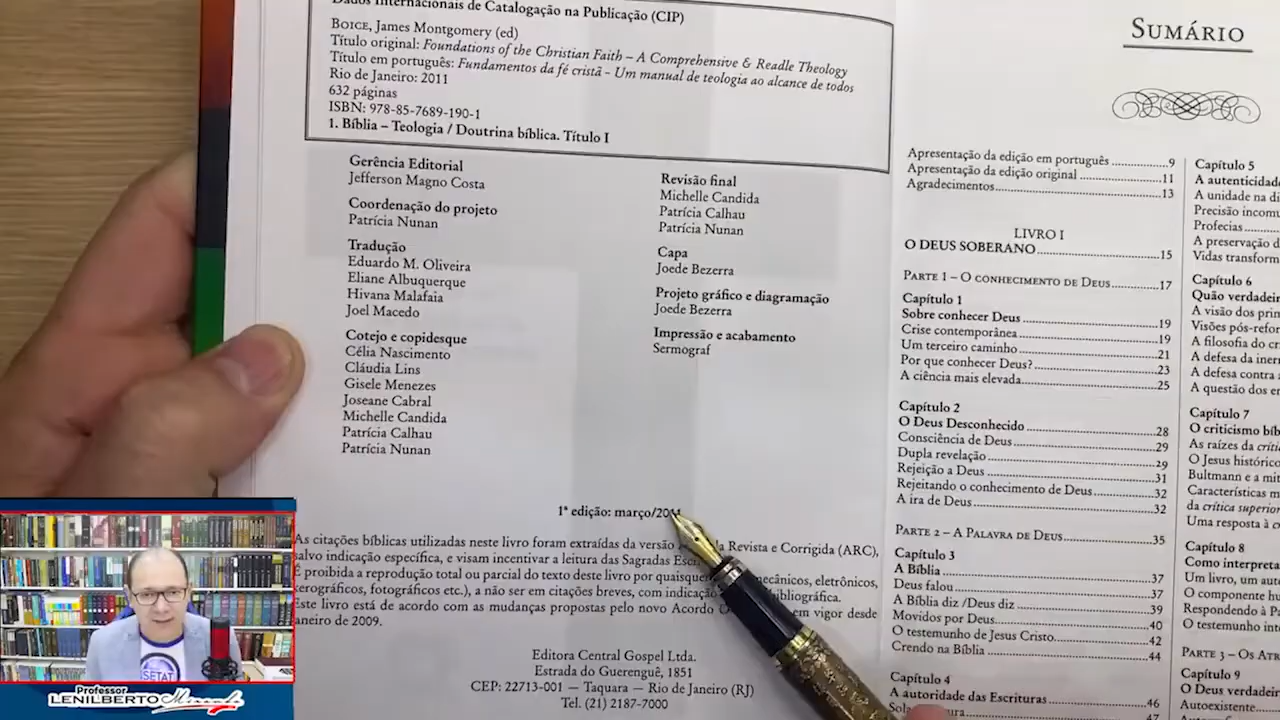 Dados Internacionais de Catalogação na Publicação (CIP)
BOICE, James Montgomery (ed)
Título original: Foundations of the Christian Faith – A Comprehensive & Readle Theology
Título em português: Fundamentos da fé cristã - Um manual de teologia ao alcance de todos
Rio de Janeiro: 2011
632 páginas
ISBN: 978-85-7689-190-1
1. Bíblia – Teologia / Doutrina bíblica. Título I
Gerência Editorial
Jefferson Magno Costa
Coordenação do projeto
Patrícia Nunan
Tradução
Eduardo M. Oliveira
Eliane Albuquerque
Hivana Malafaia
Joel Macedo
Cotejo e copidesque
Célia Nascimento
Cláudia Lins
Gisele Menezes
Joseane Cabral
Michelle Candida
Patrícia Calhau
Patrícia Nunan
Revisão final
Michelle Candida
Patrícia Calhau
Patrícia Nunan
Capa
Joede Bezerra
Projeto gráfico e diagramação
Joede Bezerra
Impressão e acabamento
Sermograf
1ª edição: março/2011
As citações bíblicas utilizadas neste livro foram extraídas da versão Revista e Corrigida (ARC),
salvo indicação específica, e visam incentivar a leitura das Sagradas
É proibida a reprodução total ou parcial do texto deste livro por quaisquer mecânicos, eletrônicos,
xerográficos, fotográficos etc.), a não ser em citações breves, com indicação bibliográfica.
Este livro está de acordo com as mudanças propostas pelo novo Acordo em vigor desde
janeiro de 2009.
Editora Central Gospel Ltda.
Estrada do Guerenguê, 1851
CEP: 22713-001 — Taquara — Rio de Janeiro (RJ)
Tel. (21) 2187-7000
SUMÁRIO
Apresentação da edição em português 9
Apresentação da edição original 11
Agradecimentos 13
LIVRO I
O DEUS SOBERANO 15
PARTE 1 – O CONHECIMENTO DE DEUS 17
Capítulo 1
Sobre conhecer Deus 19
Crise contemporânea 19
Um terceiro caminho 21
Por que conhecer Deus? 23
A ciência mais elevada 25
Capítulo 2
O Deus Desconhecido 28
Consciência de Deus 29
Dupla revelação 29
Rejeição a Deus 31
Rejeitando o conhecimento de Deus 32
A ira de Deus 32
PARTE 2 – A PALAVRA DE DEUS 35
Capítulo 3
A Bíblia 37
Deus falou 37
A Bíblia diz /Deus diz 39
Movidos por Deus 40
O testemunho de Jesus Cristo 42
Crendo na Bíblia 44
Capítulo 4
A autoridade das Escrituras 46
47
Capítulo 5
A autenticidade
A unidade na
Precisão
Profecias
A preservação
Vidas
Capítulo 6
Quão
A visão dos
Visões
A filosofia do
A defesa da
A defesa contra
A questão dos
Capítulo 7
O criticismo
As raízes da
O Jesus
Bultmann e a
Características
da crítica
Uma resposta à
Capítulo 8
Como
Um livro, um
O componente
Respondendo à
O testemunho
PARTE 3 – OS
Capítulo 9
O Deus
Autoexistente
SETAT
Professor
LENILBERTO Miranda